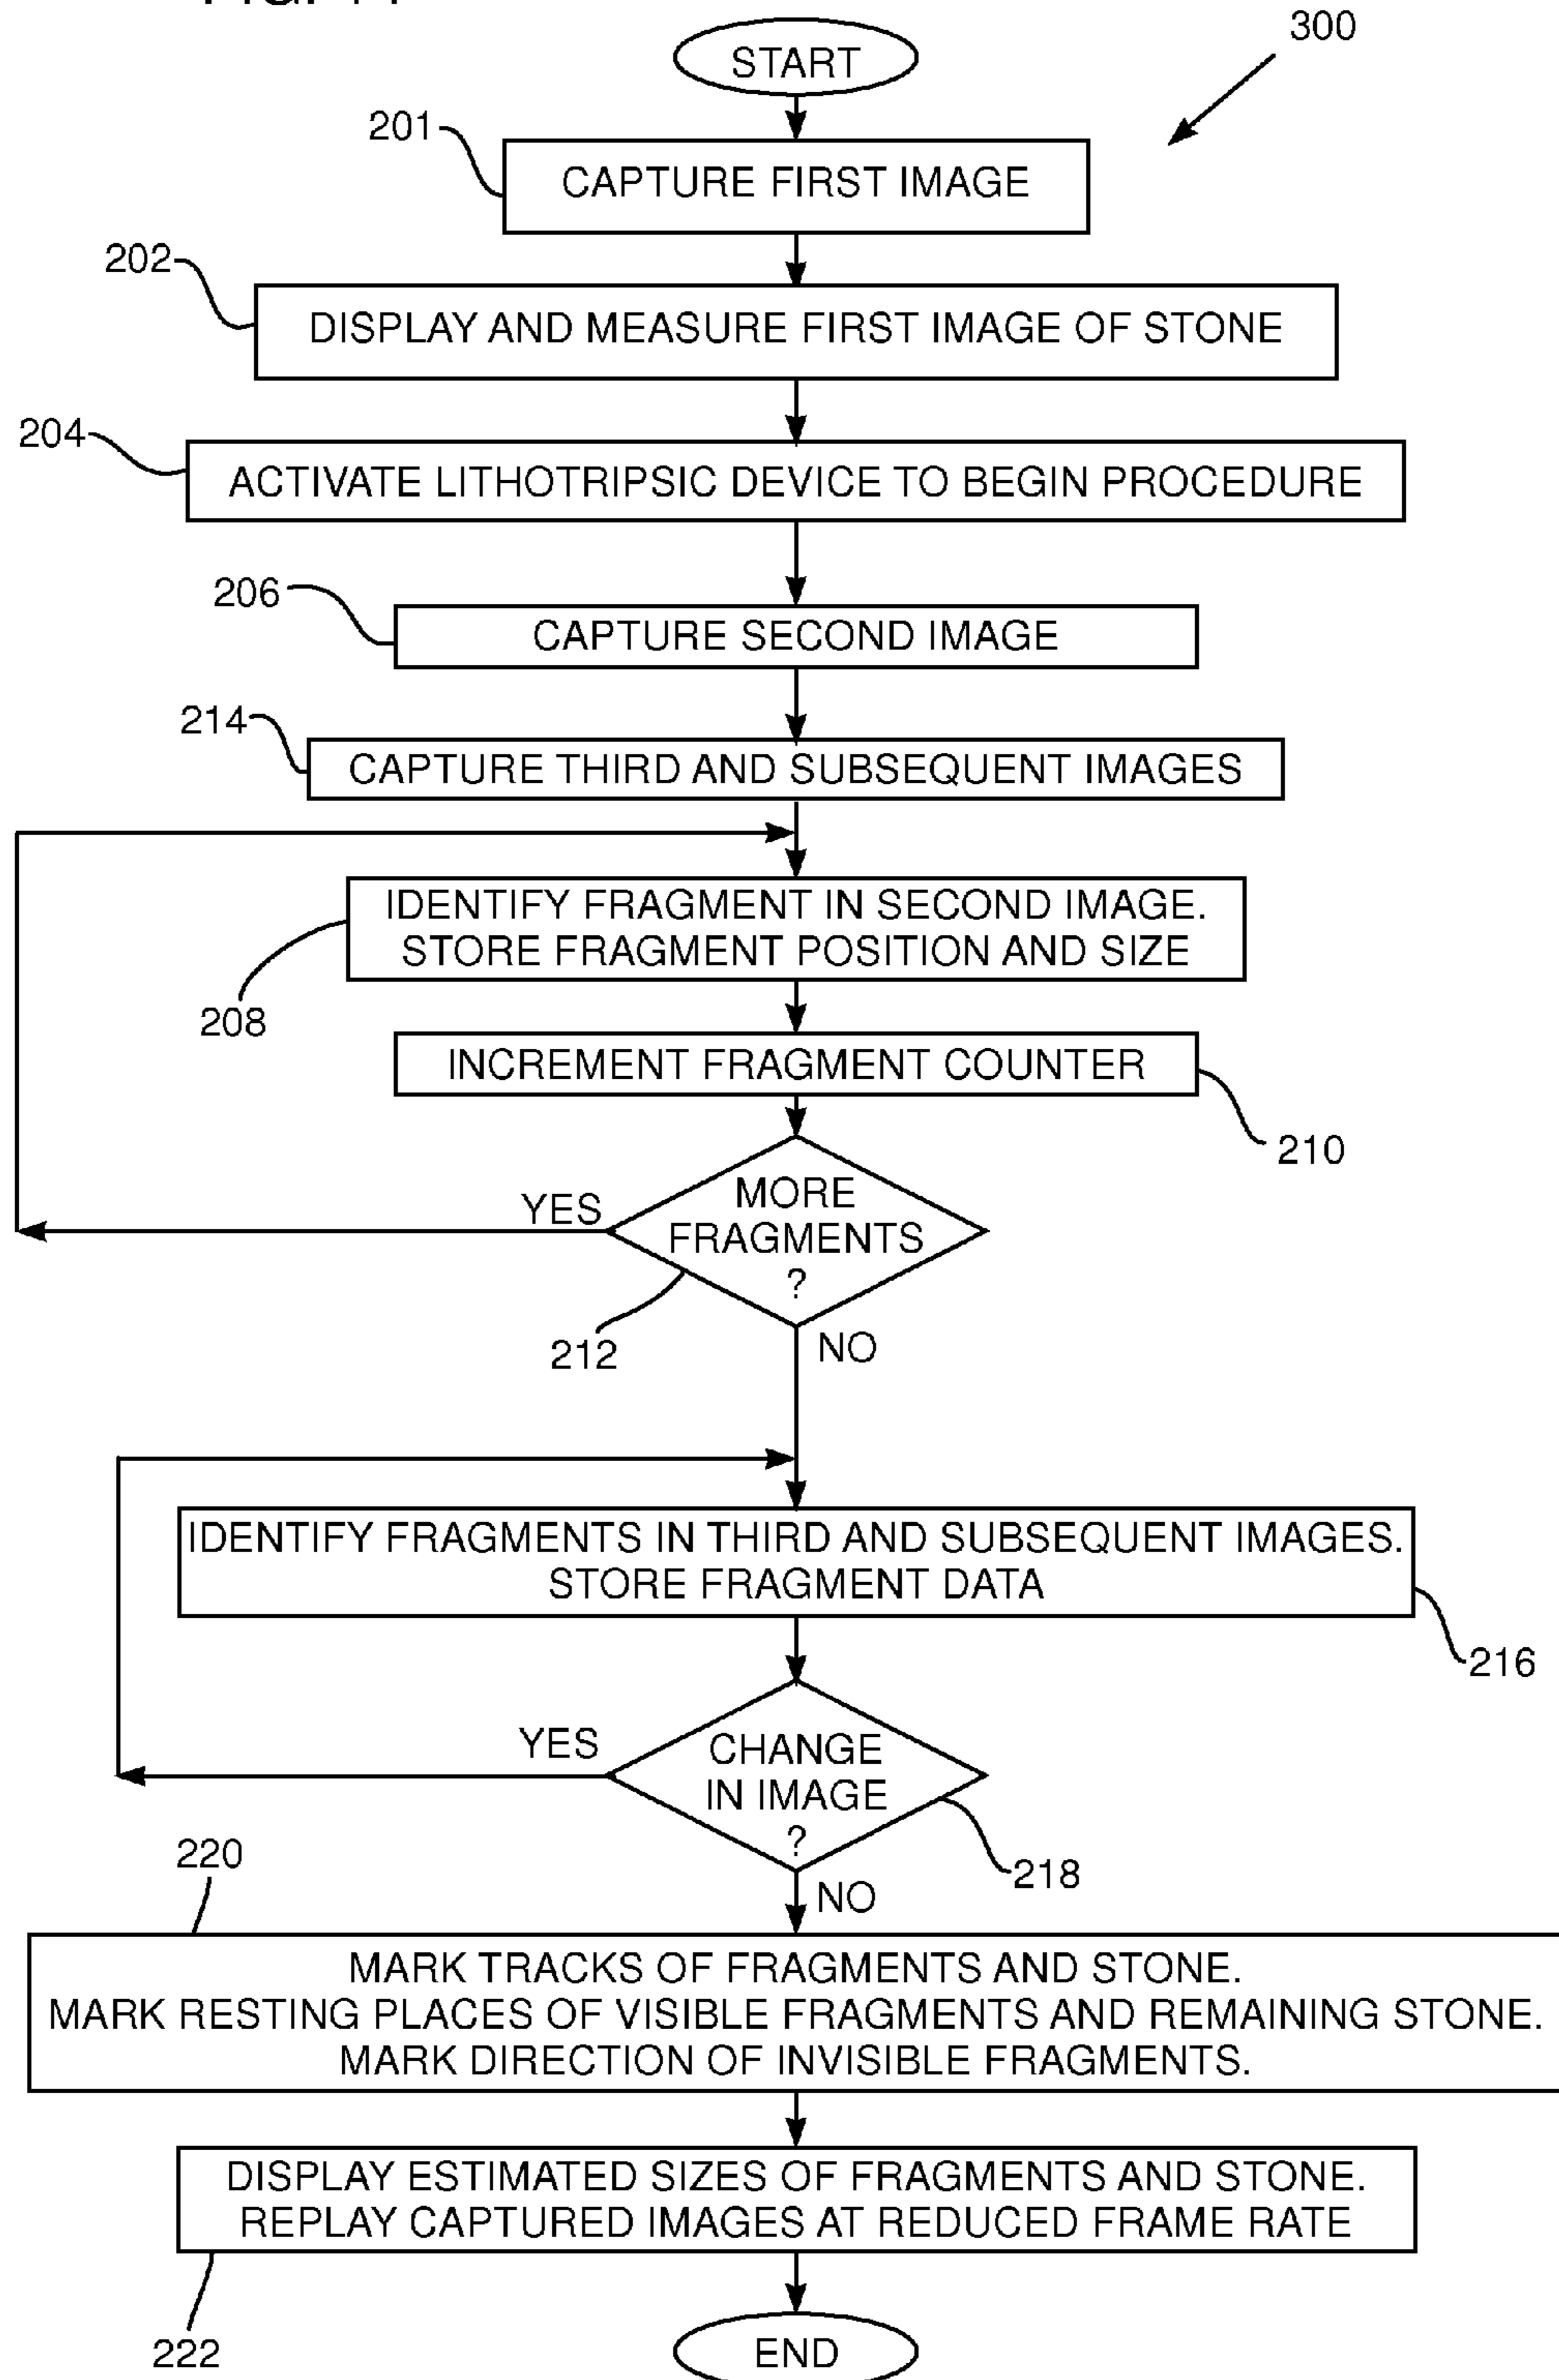 300
START
201
CAPTURE FIRST IMAGE
202
DISPLAY AND MEASURE FIRST IMAGE OF STONE
204
ACTIVATE LITHOTRIPSIC DEVICE TO BEGIN PROCEDURE
206
CAPTURE SECOND IMAGE
214
CAPTURE THIRD AND SUBSEQUENT IMAGES
IDENTIFY FRAGMENT IN SECOND IMAGE.
STORE FRAGMENT POSITION AND SIZE
208
INCREMENT FRAGMENT COUNTER
210
YES
MORE
FRAGMENTS
?
212
NO
IDENTIFY FRAGMENTS IN THIRD AND SUBSEQUENT IMAGES.
STORE FRAGMENT DATA
216
YES
CHANGE
IN IMAGE
?
218
NO
220
MARK TRACKS OF FRAGMENTS AND STONE.
MARK RESTING PLACES OF VISIBLE FRAGMENTS AND REMAINING STONE.
MARK DIRECTION OF INVISIBLE FRAGMENTS.
DISPLAY ESTIMATED SIZES OF FRAGMENTS AND STONE.
REPLAY CAPTURED IMAGES AT REDUCED FRAME RATE
222
END